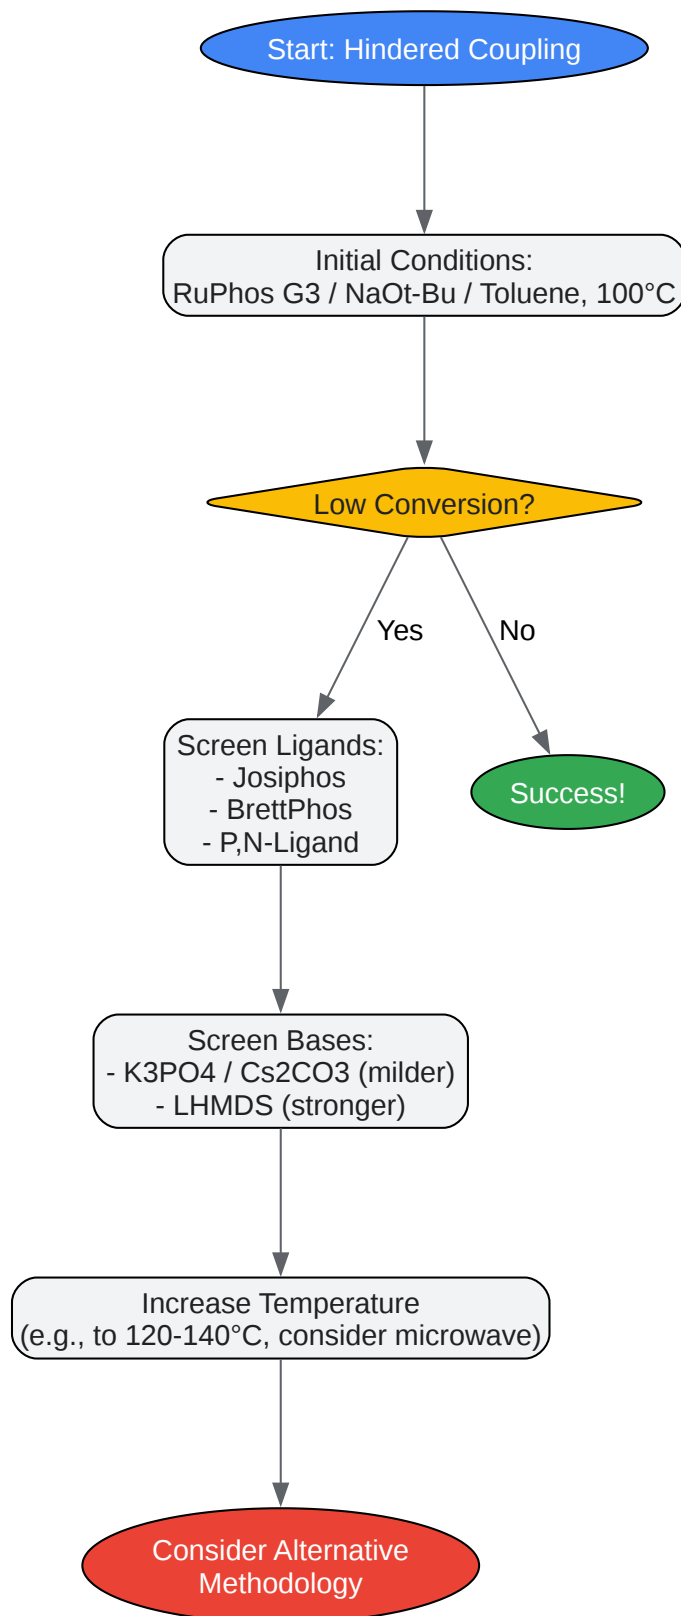 Start: Hindered Coupling
Initial Conditions:
RuPhos G3 / NaOt-Bu / Toluene, 100°C
Low Conversion?
Yes
No
Screen Ligands:
- Josiphos
- BrettPhos
- P,N-Ligand
Success!
Screen Bases:
- K3PO4 / Cs2CO3 (milder)
- LHMDS (stronger)
Increase Temperature
(e.g., to 120-140°C, consider microwave)
Consider Alternative
Methodology